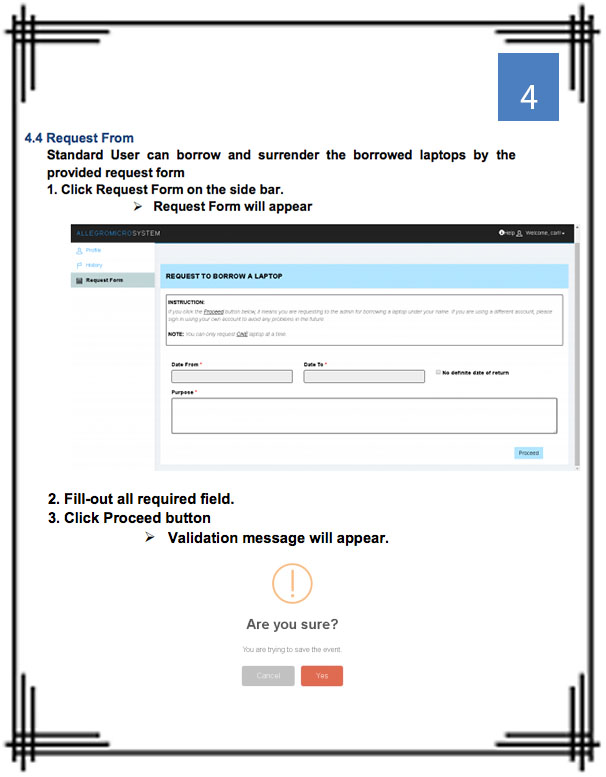 4
4.4 Request From
Standard User can borrow and surrender the borrowed laptops by the
provided request form
1. Click Request Form on the side bar.
➢ Request Form will appear
ALLEGROMICROSYSTEM
Help Welcome, carl
Profile
History
Request Form
REQUEST TO BORROW A LAPTOP
INSTRUCTION:
If you click the Proceed button below, it means you are requesting to the admin for borrowing a laptop under your name. If you are using a different account, please
sign in using your own account to avoid any problems in the future.
NOTE: You can only request ONE laptop at a time.
Date From *
Date To *
No definite date of return
Purpose *
Proceed
2. Fill-out all required field.
3. Click Proceed button
➢ Validation message will appear.
Are you sure?
You are trying to save the event.
Cancel
Yes